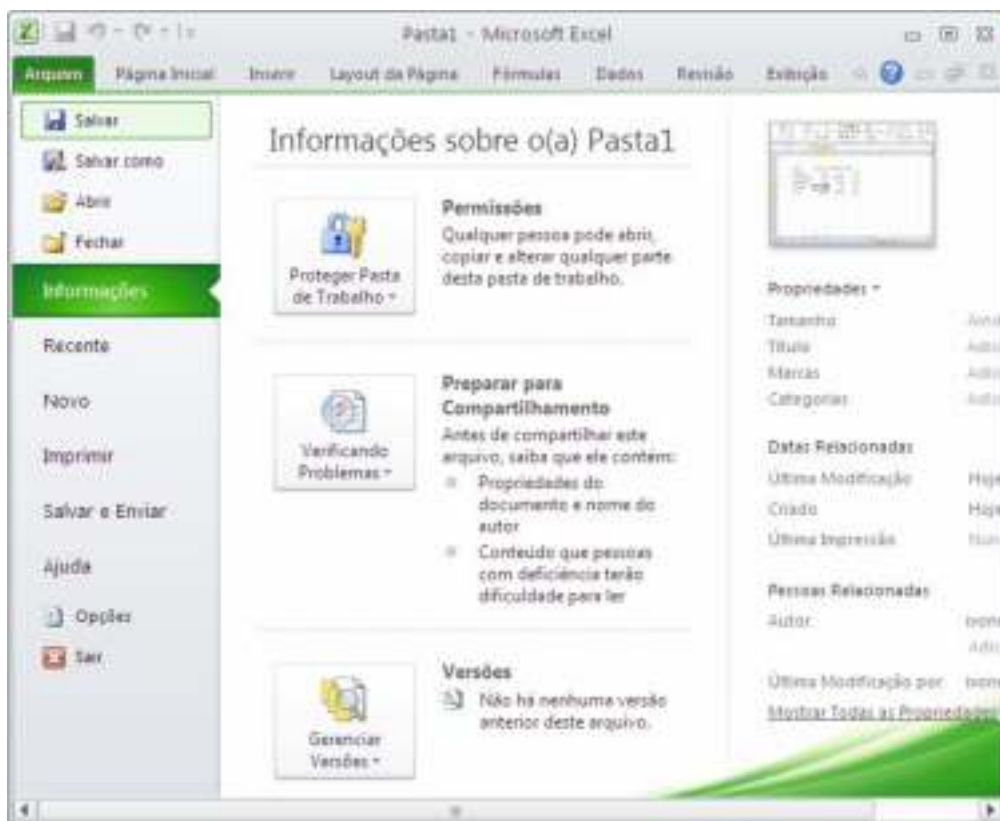 Pasta1 - Microsoft Excel
Arquivo Página Inicial Inserir Layout da Página Fórmulas Dados Revisão Exibição
Salvar
Salvar como
Abrir
Fechar
Informações
Recente
Novo
Imprimir
Salvar e Enviar
Ajuda
Opções
Sair
Informações sobre o(a) Pasta1
Proteger Pasta
de Trabalho
Permissões
Qualquer pessoa pode abrir,
copiar e alterar qualquer parte
desta pasta de trabalho.
Verificando
Problemas
Preparar para
Compartilhamento
Antes de compartilhar este
arquivo, saiba que ele contém:
Propriedades do
documento e nome do
autor
Conteúdo que pessoas
com deficiência terão
dificuldade para ler
Gerenciar
Versões
Versões
Não há nenhuma versão
anterior deste arquivo.
Propriedades
Tamanho
Título
Marcas
Categorias
Datas Relacionadas
Última Modificação Hoje
Criado Hoje
Última Impressão
Pessoas Relacionadas
Autor
Última Modificação por
Mostrar Todas as Propriedades